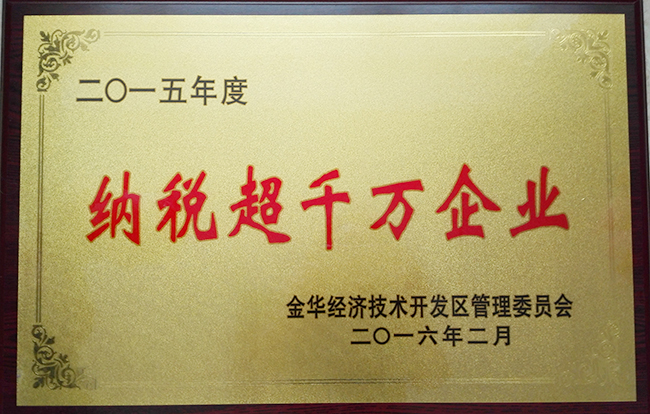 二〇一五年度
纳税超千万企业
金华经济技术开发区管理委员会
二〇一六年二月